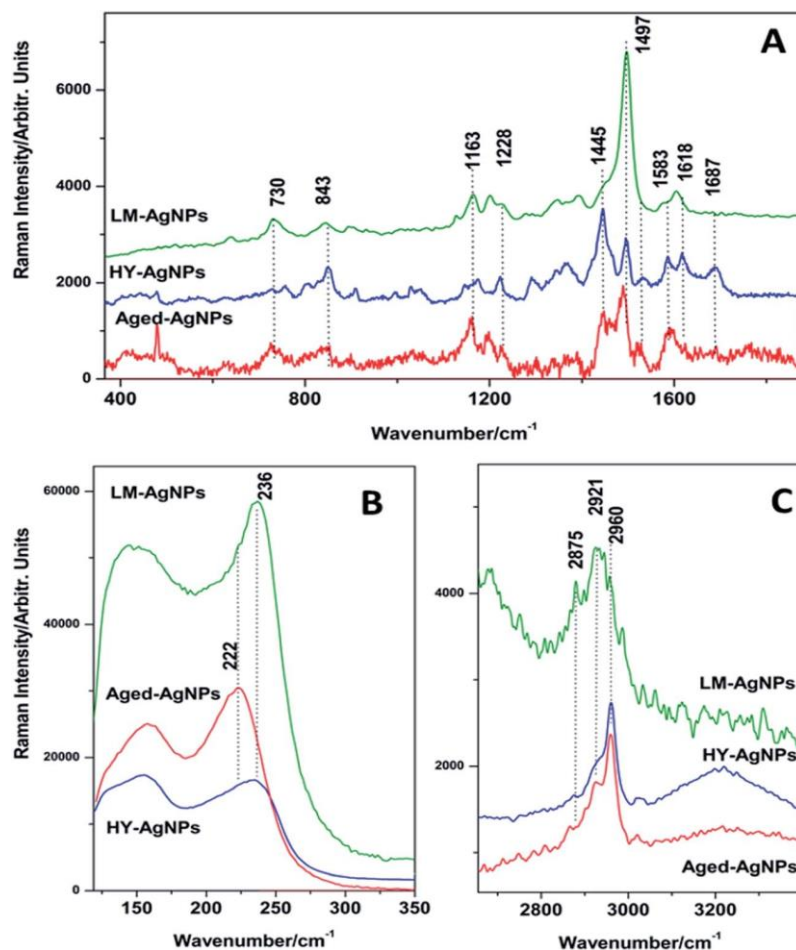 A
1497
6000
LM-AgNPs
4000
730
843
1163
1228
1445
1583
1618
1687
HY-AgNPs
2000
Aged-AgNPs
0
400
800
1200
1600
Raman Intensity/Arbitr. Units
Wavenumber/cm-1
B
60000
LM-AgNPs
236
40000
222
Aged-AgNPs
20000
HY-AgNPs
0
150
200
250
300
350
Raman Intensity/Arbitr. Units
Wavenumber/cm-1
C
2875
2921
2960
4000
LM-AgNPs
HY-AgNPs
2000
Aged-AgNPs
2800
3000
3200
Wavenumber/cm-1